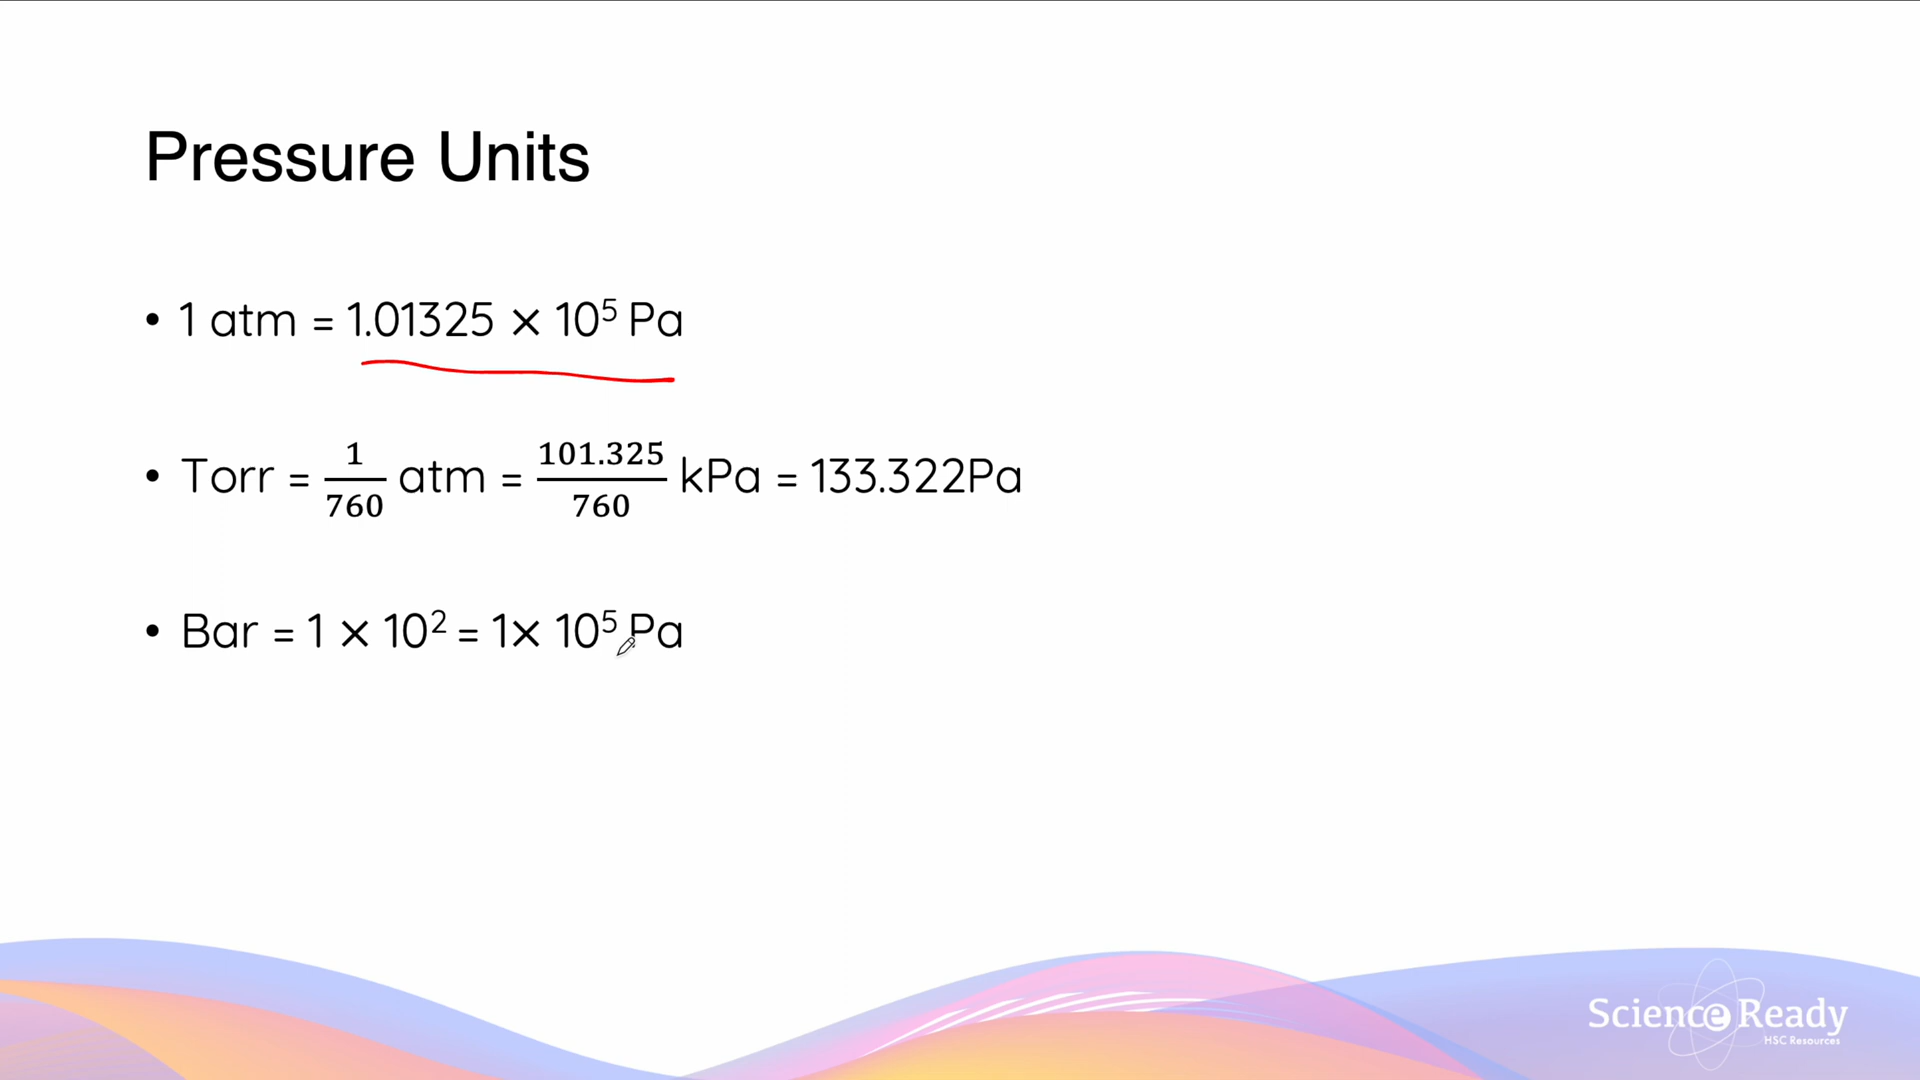 Pressure Units
• 1 atm = 1.01325 × 10⁵ Pa
• Torr = 1/760 atm = 101.325/760 kPa = 133.322Pa
• Bar = 1 × 10² = 1× 10⁵ Pa
Science Ready
HSC Resources